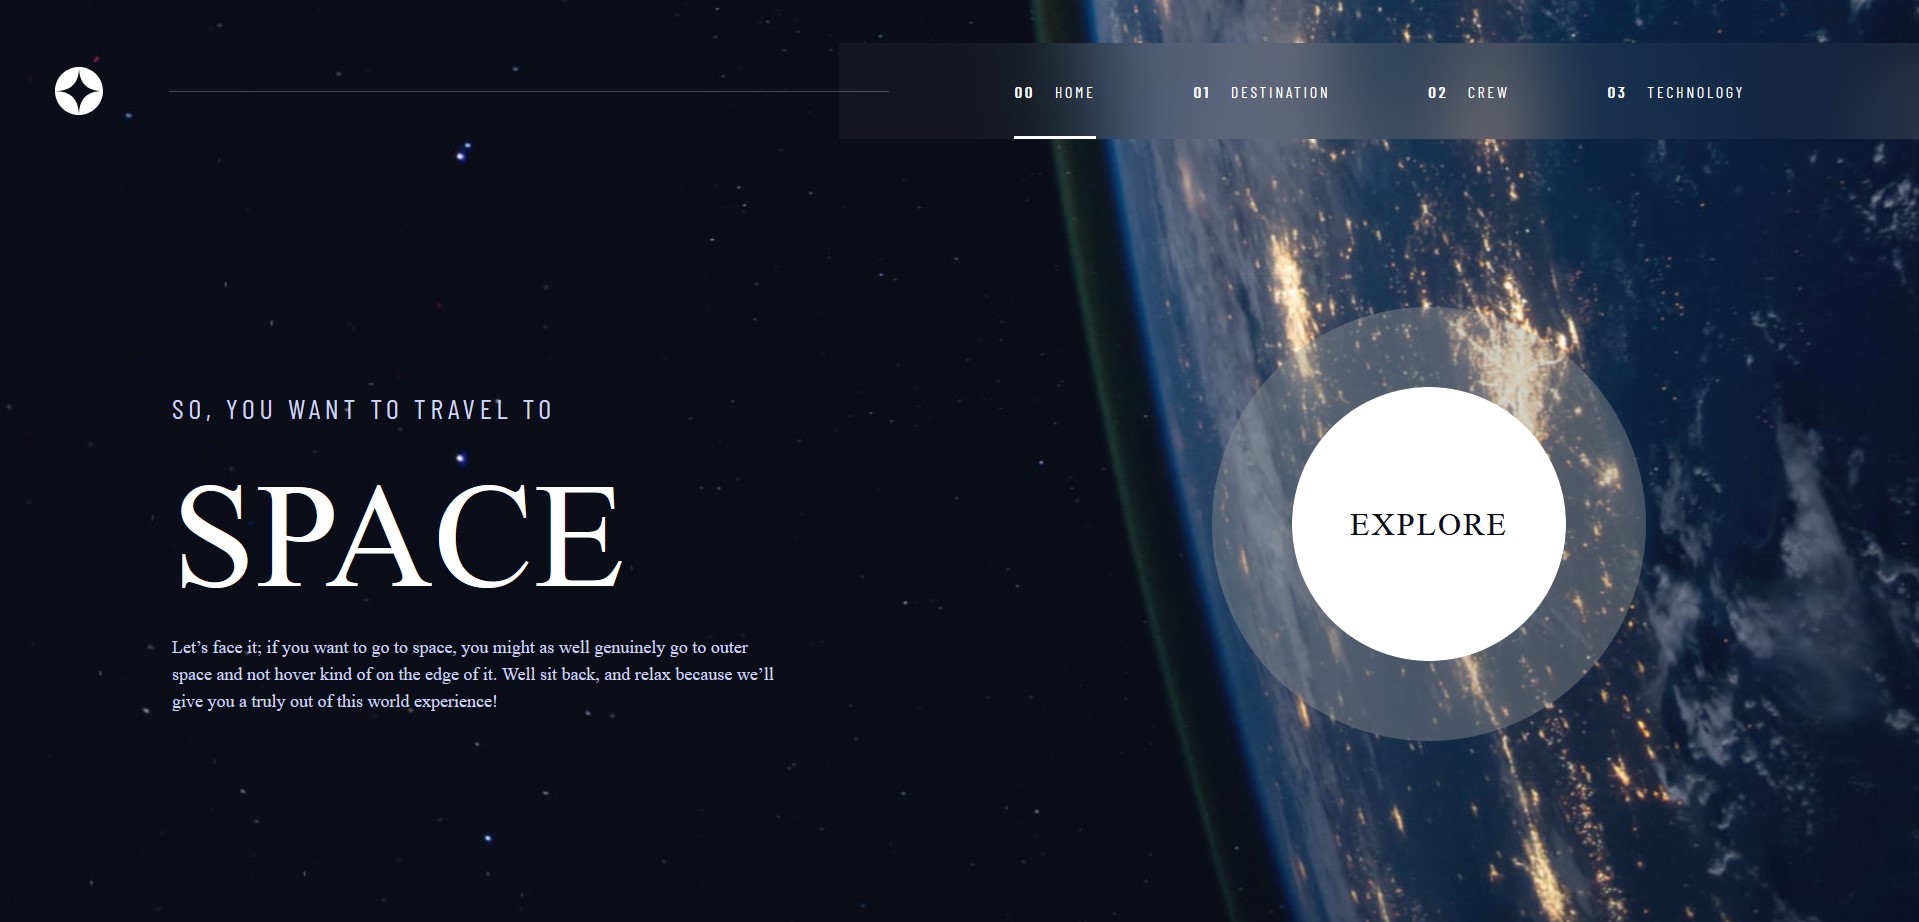 00 HOME 01 DESTINATION 02 CREW 03 TECHNOLOGY
SO, YOU WANT TO TRAVEL TO
SPACE
Let’s face it; if you want to go to space, you might as well genuinely go to outer
space and not hover kind of on the edge of it. Well sit back, and relax because we’ll
give you a truly out of this world experience!
EXPLORE